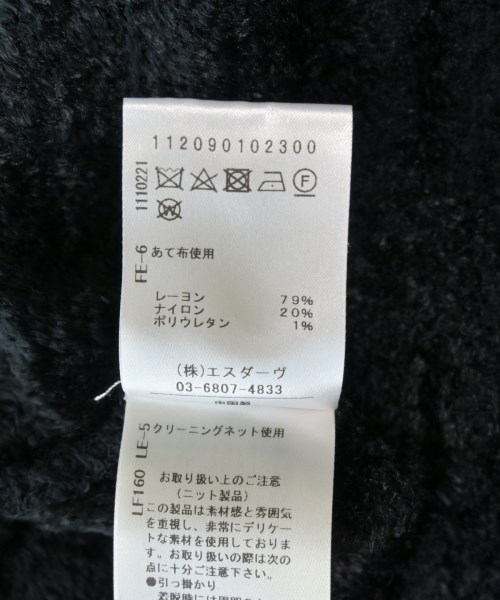 112090102300
1110221
F
W
FE-6
あて布使用
レーヨン 79%
ナイロン 20%
ポリウレタン 1%
(株)エスダーヴ
03-6807-4833
LE-5
クリーニングネット使用
LF160
お取り扱い上のご注意
(ニット製品)
この製品は素材感と雰囲気
を重視し、非常にデリケー
トな素材を使用しておりま
す。お取り扱いの際は次の
点に十分ご注意下さい。
●引っ掛かり